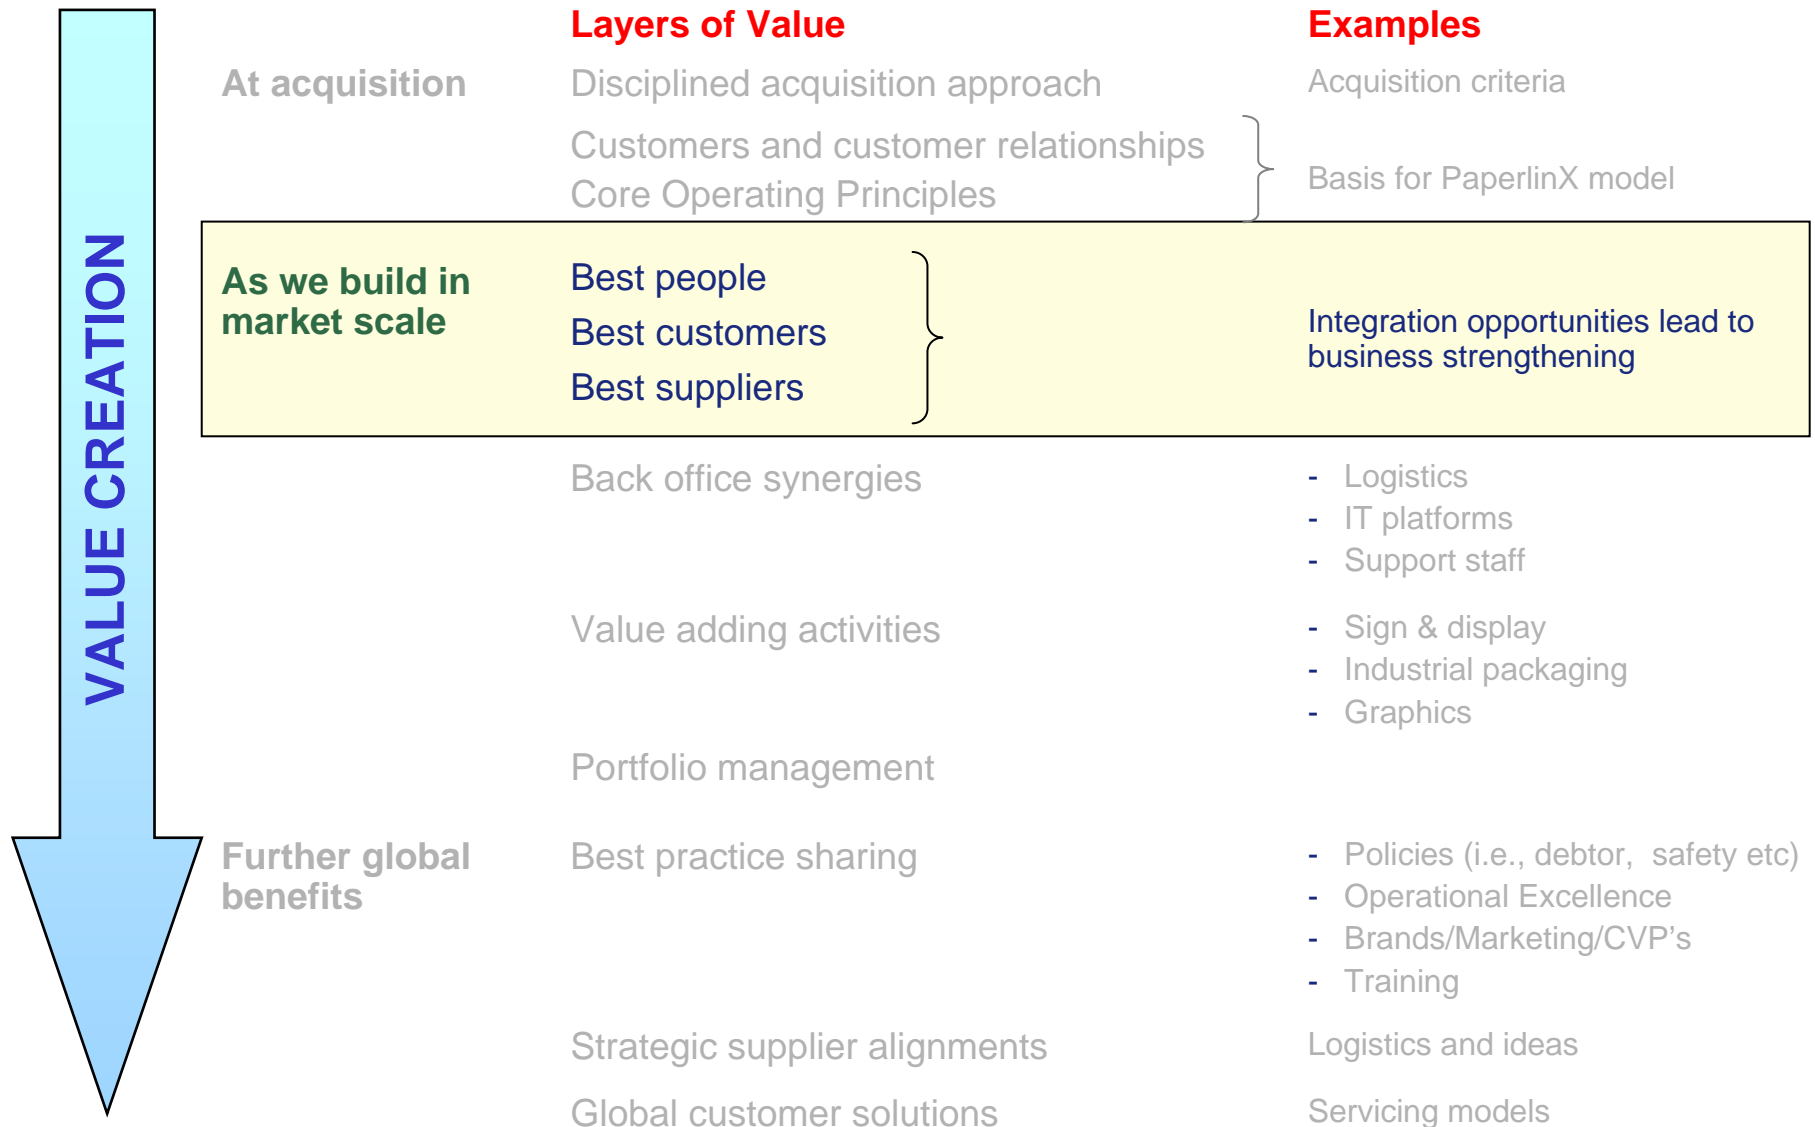 Layers of Value
Examples
At acquisition
Disciplined acquisition approach
Acquisition criteria
Customers and customer relationships
Core Operating Principles
Basis for PaperlinX model
VALUE CREATION
As we build in
market scale
Best people
Best customers
Best suppliers
Integration opportunities lead to
business strengthening
Back office synergies
- Logistics
- IT platforms
- Support staff
Value adding activities
- Sign & display
- Industrial packaging
- Graphics
Portfolio management
Further global
benefits
Best practice sharing
- Policies (i.e., debtor,  safety etc)
- Operational Excellence
- Brands/Marketing/CVP’s
- Training
Strategic supplier alignments
Logistics and ideas
Global customer solutions
Servicing models